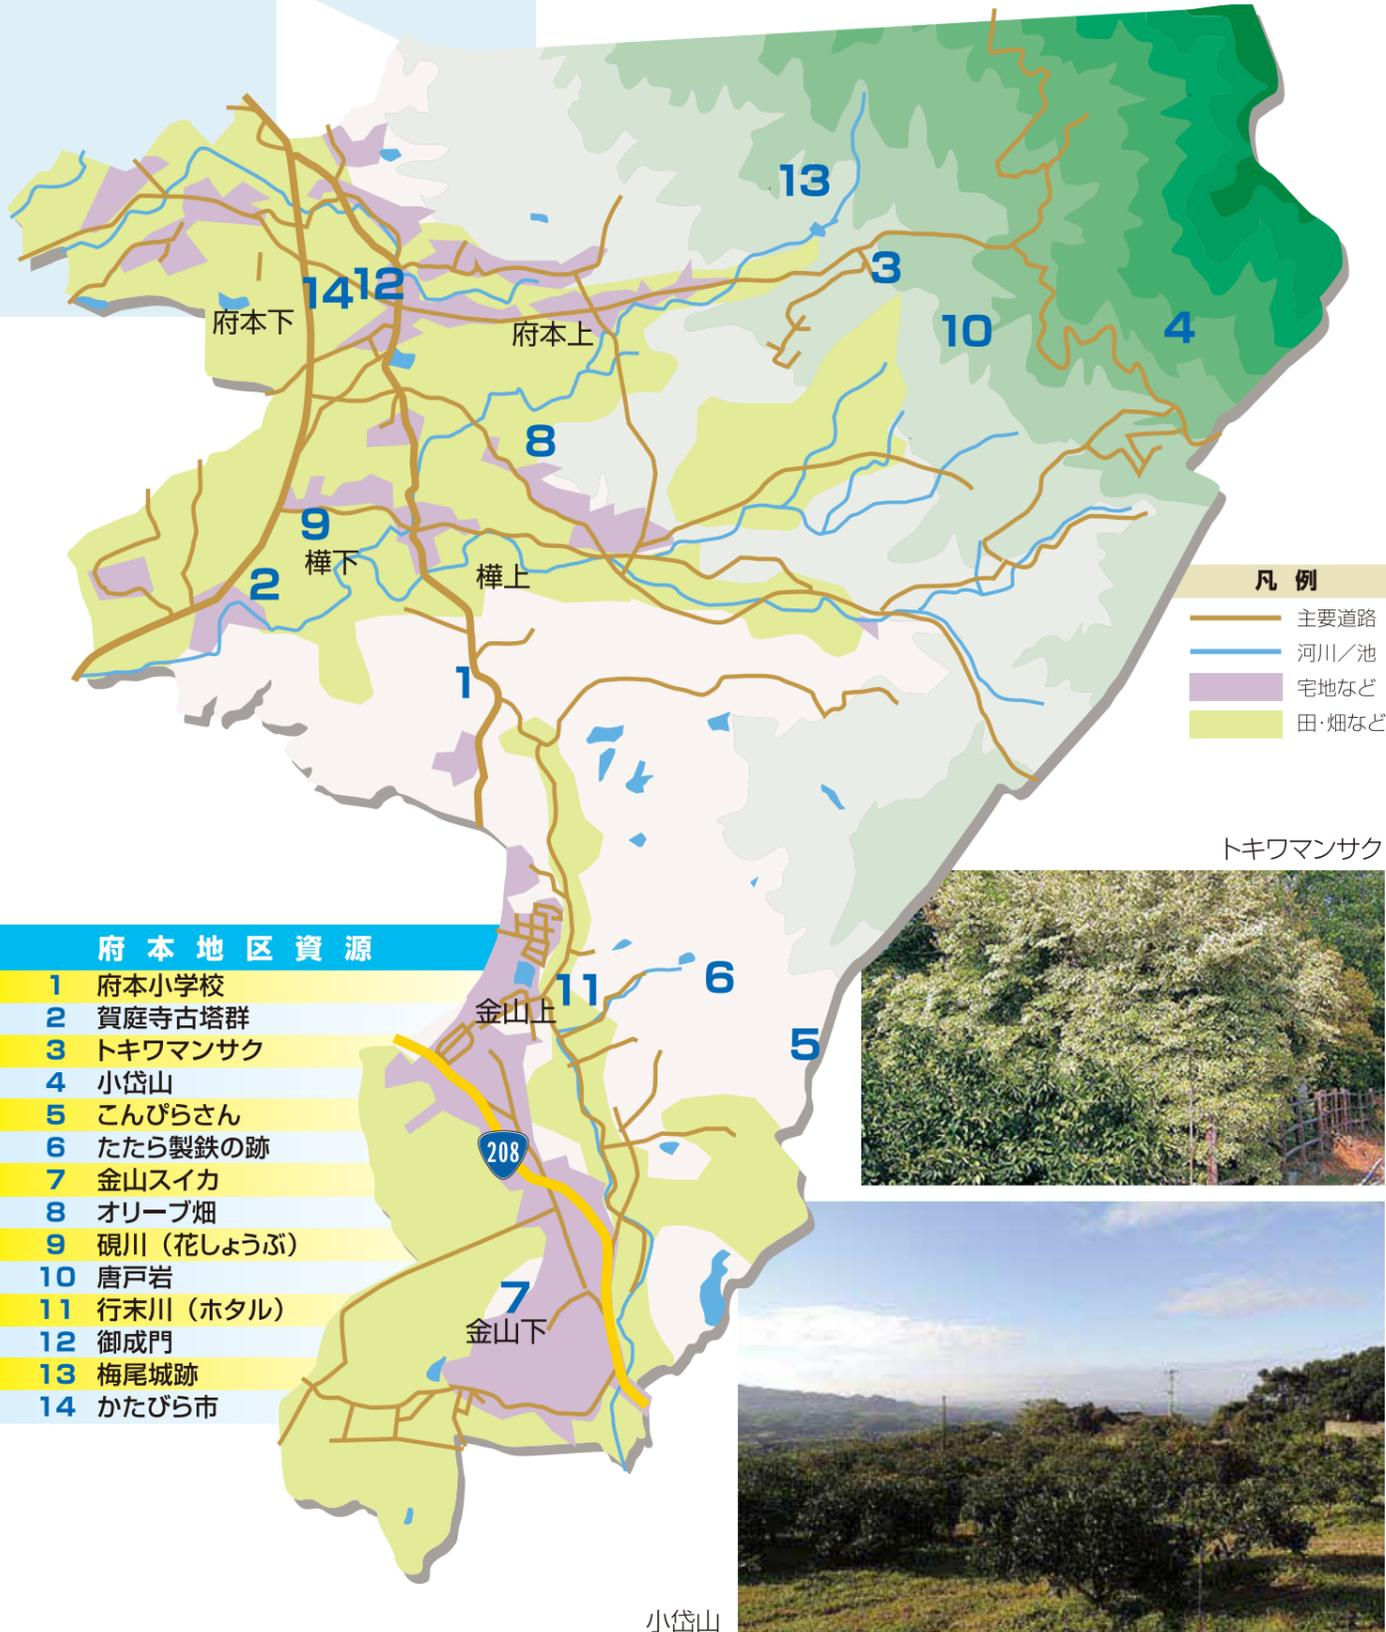 13
3
14
12
10
4
府本下
府本上
8
9
樺下
2
樺上
1
凡 例
主要道路
河川／池
宅地など
田・畑など
トキワマンサク
府本地区資源
1 府本小学校
2 賀庭寺古塔群
3 トキワマンサク
4 小岱山
5 こんぴらさん
6 たたら製鉄の跡
7 金山スイカ
8 オリーブ畑
9 硯川（花しょうぶ）
10 唐戸岩
11 行末川（ホタル）
12 御成門
13 梅尾城跡
14 かたびら市
11
6
金山上
5
208
7
金山下
小岱山